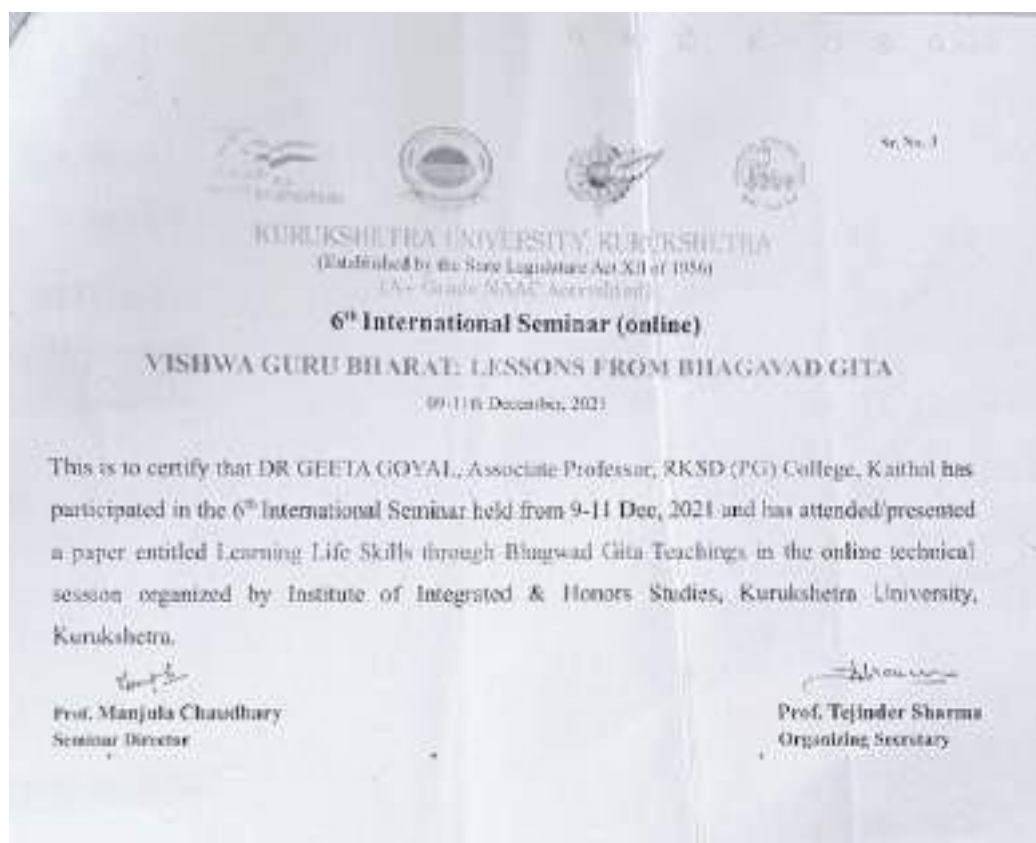 Sr. No. 1
KURUKSHETRA UNIVERSITY, KURUKSHETRA
(Established by the State Legislature Act XII of 1956)
(A+ Grade NAAC Accredited)
6th International Seminar (online)
VISHWA GURU BHARAT: LESSONS FROM BHAGAVAD GITA
09-11th December, 2021
This is to certify that DR GEETA GOYAL, Associate Professor, RKSD (PG) College, Kaithal has
participated in the 6th International Seminar held from 9-11 Dec, 2021 and has attended/presented
a paper entitled Learning Life Skills through Bhagwad Gita Teachings in the online technical
session organized by Institute of Integrated & Honors Studies, Kurukshetra University,
Kurukshetra.
Prof. Manjula Chaudhary
Seminar Director
Prof. Tejinder Sharma
Organizing Secretary